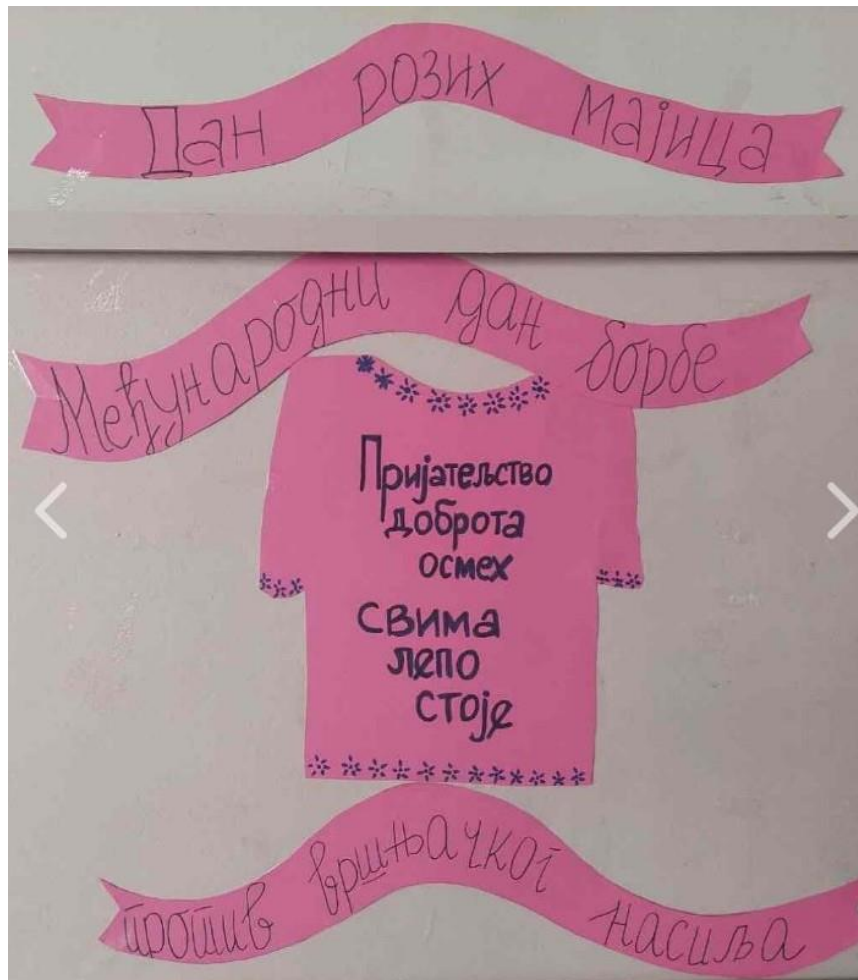 Дан розих мајица
Међународни дан борбе
Пријатељство
доброта
осмех
свима
лепо
стоје
против вршњачког насиља